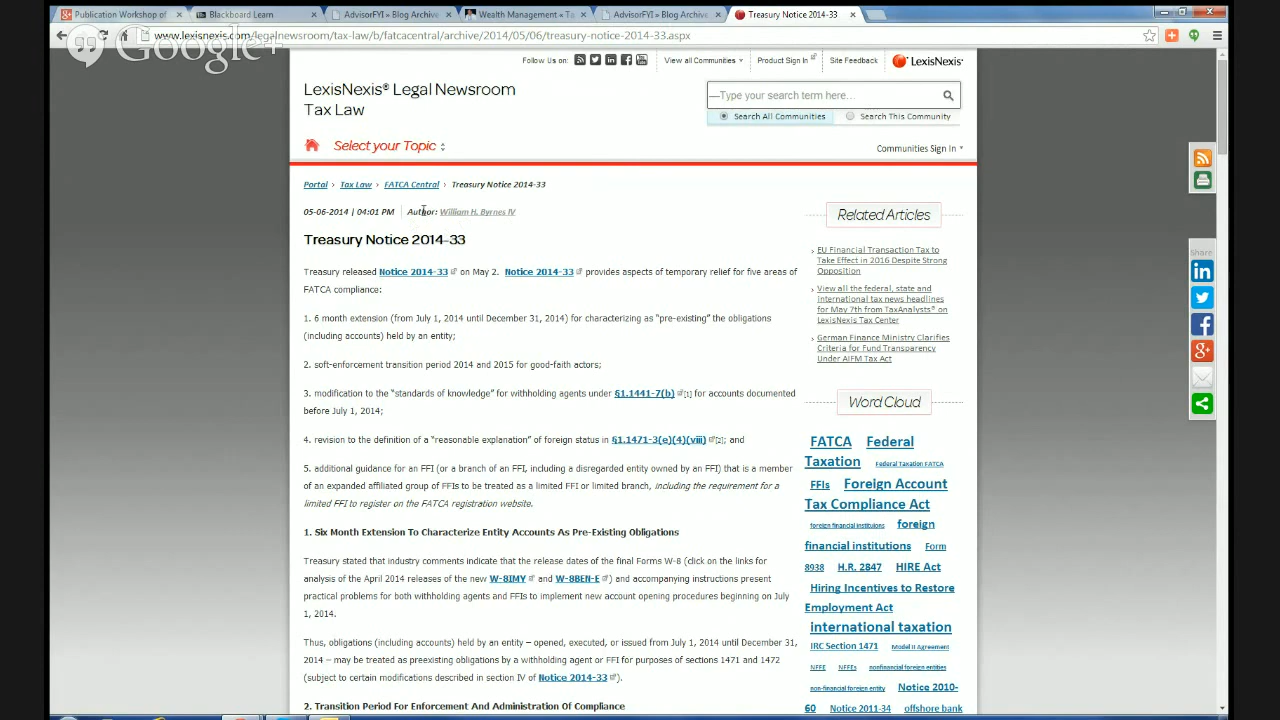 Publication Workshop of
Blackboard Learn
AdvisorFYI » Blog Archive
Wealth Management « Ta
AdvisorFYI » Blog Archive
Treasury Notice 2014-33
www.lexisnexis.com/legalnewsroom/tax-law/b/fatcacentral/archive/2014/05/06/treasury-notice-2014-33.aspx
Google+
Follow Us on:
View all Communities
Product Sign In
Site Feedback
LexisNexis®
LexisNexis® Legal Newsroom
Tax Law
—Type your search term here...
Search All Communities
Search This Community
Select your Topic
Communities Sign In
Portal › Tax Law › FATCA Central › Treasury Notice 2014-33
05-06-2014 | 04:01 PM
Author: William H. Byrnes IV
Treasury Notice 2014-33
Treasury released Notice 2014-33 on May 2. Notice 2014-33 provides aspects of temporary relief for five areas of
FATCA compliance:
1. 6 month extension (from July 1, 2014 until December 31, 2014) for characterizing as "pre-existing" the obligations
(including accounts) held by an entity;
2. soft-enforcement transition period 2014 and 2015 for good-faith actors;
3. modification to the "standards of knowledge" for withholding agents under §1.1441-7(b) [1] for accounts documented
before July 1, 2014;
4. revision to the definition of a "reasonable explanation" of foreign status in §1.1471-3(e)(4)(viii) [2]; and
5. additional guidance for an FFI (or a branch of an FFI, including a disregarded entity owned by an FFI) that is a member
of an expanded affiliated group of FFIs to be treated as a limited FFI or limited branch, including the requirement for a
limited FFI to register on the FATCA registration website.
1. Six Month Extension To Characterize Entity Accounts As Pre-Existing Obligations
Treasury stated that industry comments indicate that the release dates of the final Forms W-8 (click on the links for
analysis of the April 2014 releases of the new W-8IMY and W-8BEN-E ) and accompanying instructions present
practical problems for both withholding agents and FFIs to implement new account opening procedures beginning on July
1, 2014.
Thus, obligations (including accounts) held by an entity – opened, executed, or issued from July 1, 2014 until December 31,
2014 – may be treated as preexisting obligations by a withholding agent or FFI for purposes of sections 1471 and 1472
(subject to certain modifications described in section IV of Notice 2014-33 ).
2. Transition Period For Enforcement And Administration Of Compliance
Related Articles
EU Financial Transaction Tax to
Take Effect in 2016 Despite Strong
Opposition
View all the federal, state and
international tax news headlines
for May 7th from TaxAnalysts® on
LexisNexis Tax Center
German Finance Ministry Clarifies
Criteria for Fund Transparency
Under AIFM Tax Act
Word Cloud
FATCA Federal
Taxation Federal Taxation FATCA
FFIs Foreign Account
Tax Compliance Act
foreign financial instituions foreign
financial institutions Form
8938 H.R. 2847 HIRE Act
Hiring Incentives to Restore
Employment Act
international taxation
IRC Section 1471 Model II Agreement
NFFE NFFEs nonfinancial foreign entities
non-financial foreign entity Notice 2010-
60 Notice 2011-34 offshore bank
Share